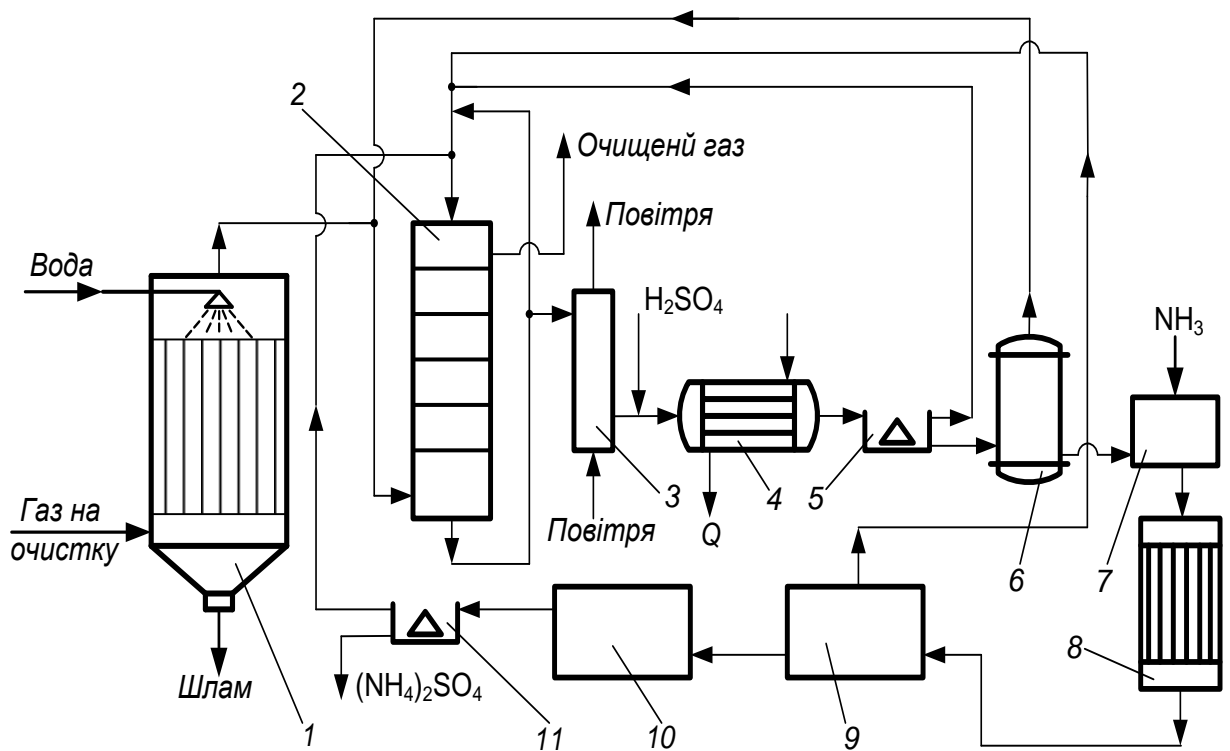 2
Очищенй газ
Повітря
Вода
H₂SO₄
NH₃
Газ на
очистку
Повітря
3
Q
4
5
6
7
8
Шлам
1
(NH₄)₂SO₄
11
10
9